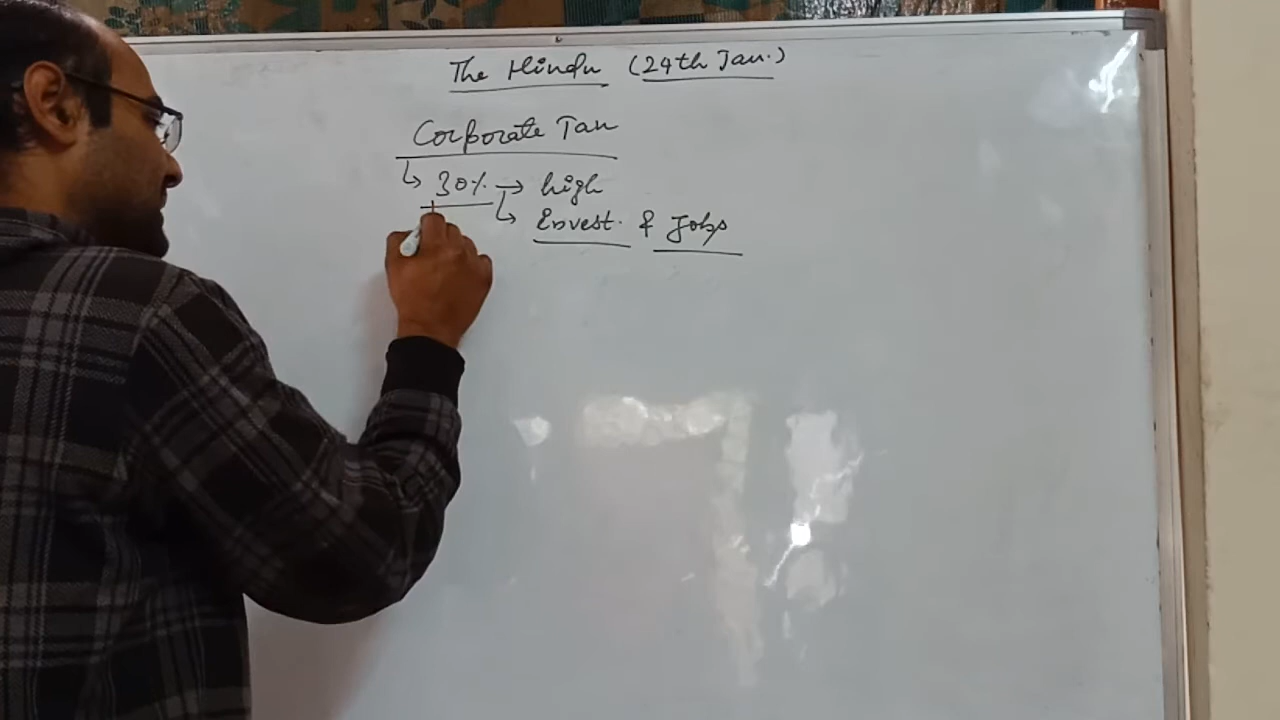 The Hindu (24th Jan.)
Corporate Tax
↳ 30% → high
↳ Invest. & Jobs